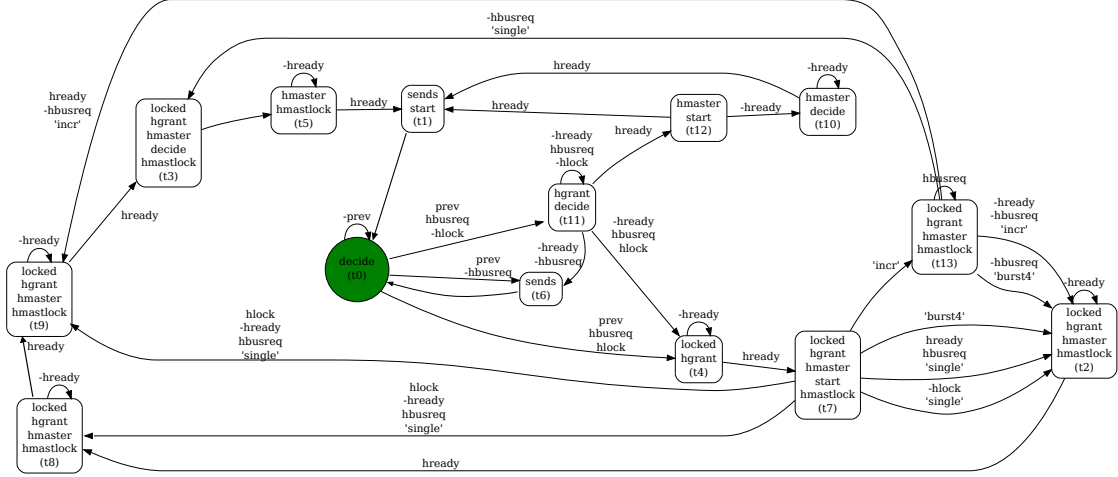 -hbusreq
'single'
hready
-hbusreq
'incr'
-hready
hready
-hready
locked
hgrant
hmaster
decide
hmastlock
(t3)
hmaster
hmastlock
(t5)
hready
sends
start
(t1)
hready
hmaster
start
(t12)
-hready
hmaster
decide
(t10)
hready
-hready
hbusreq
-hlock
hready
hgrant
decide
(t11)
-prev
prev
hbusreq
-hlock
-hready
hbusreq
hlock
hbusreq
locked
hgrant
hmaster
hmastlock
(t13)
-hready
-hbusreq
'incr'
-hready
locked
hgrant
hmaster
hmastlock
(t9)
decide
(t0)
prev
-hbusreq
-hready
-hbusreq
sends
(t6)
'incr'
-hbusreq
'burst4'
-hready
locked
hgrant
hmaster
hmastlock
(t2)
hlock
-hready
hbusreq
'single'
prev
hbusreq
hlock
-hready
locked
hgrant
(t4)
hready
locked
hgrant
hmaster
start
hmastlock
(t7)
'burst4'
hready
hbusreq
'single'
-hlock
'single'
hready
-hready
locked
hgrant
hmaster
hmastlock
(t8)
hlock
-hready
hbusreq
'single'
hready